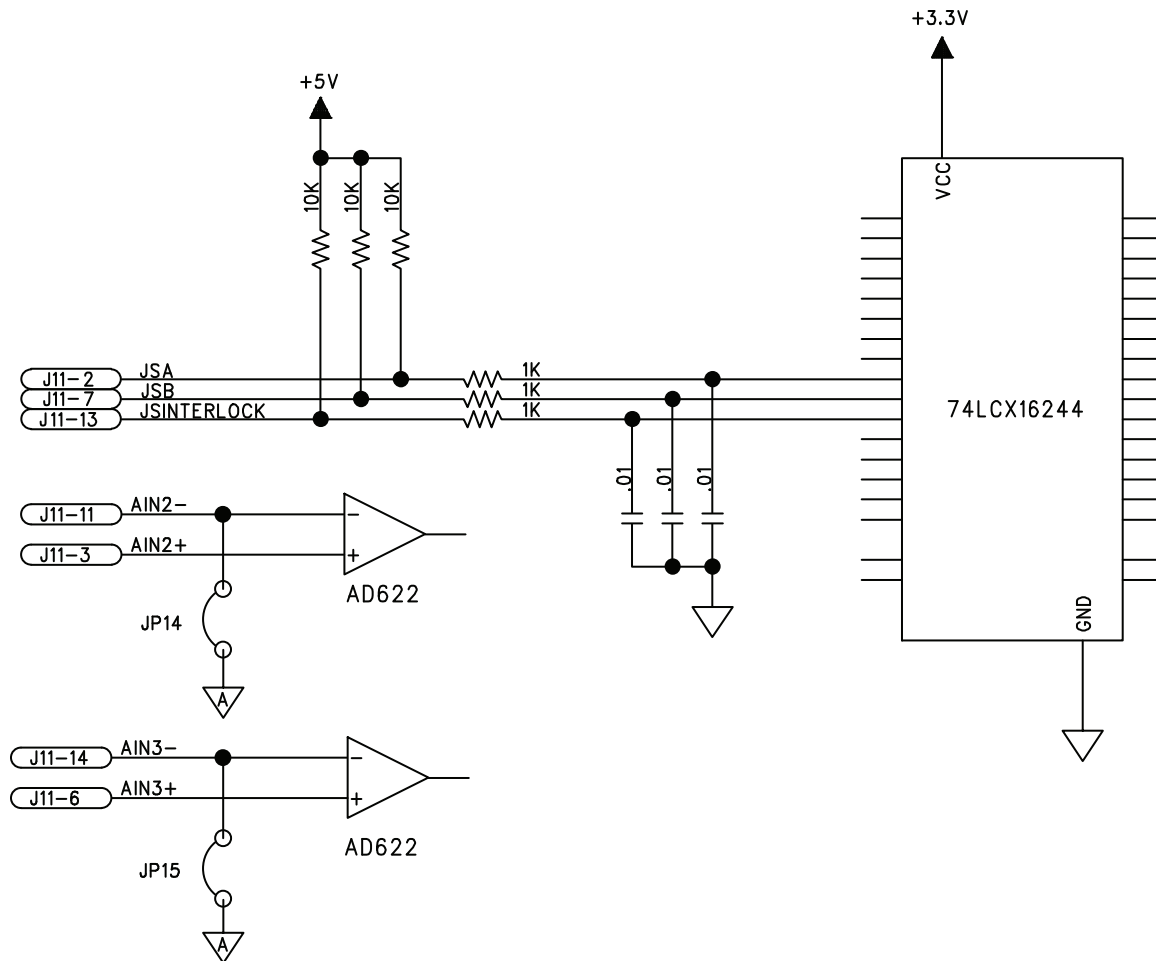 +3.3V
+5V
VCC
10K
10K
10K
J11-2
JSA
1K
J11-7
JSB
1K
J11-13
JSINTERLOCK
1K
74LCX16244
.01
.01
.01
J11-11
AIN2-
-
J11-3
AIN2+
+
AD622
GND
JP14
A
J11-14
AIN3-
-
J11-6
AIN3+
+
AD622
JP15
A